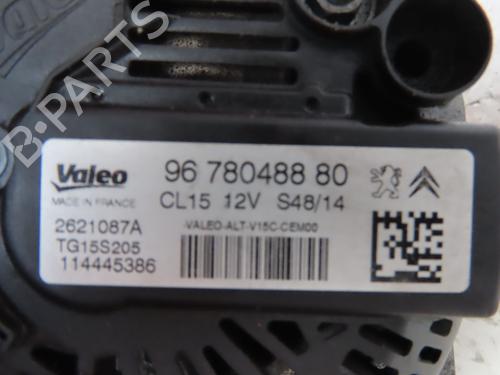 Valeo
B-PARTS
Valeo
MADE IN FRANCE
96 780488 80
CL15 12V S48/14
2621087A
TG15S205
114445386
VALEO-ALT-V15C-CEM00